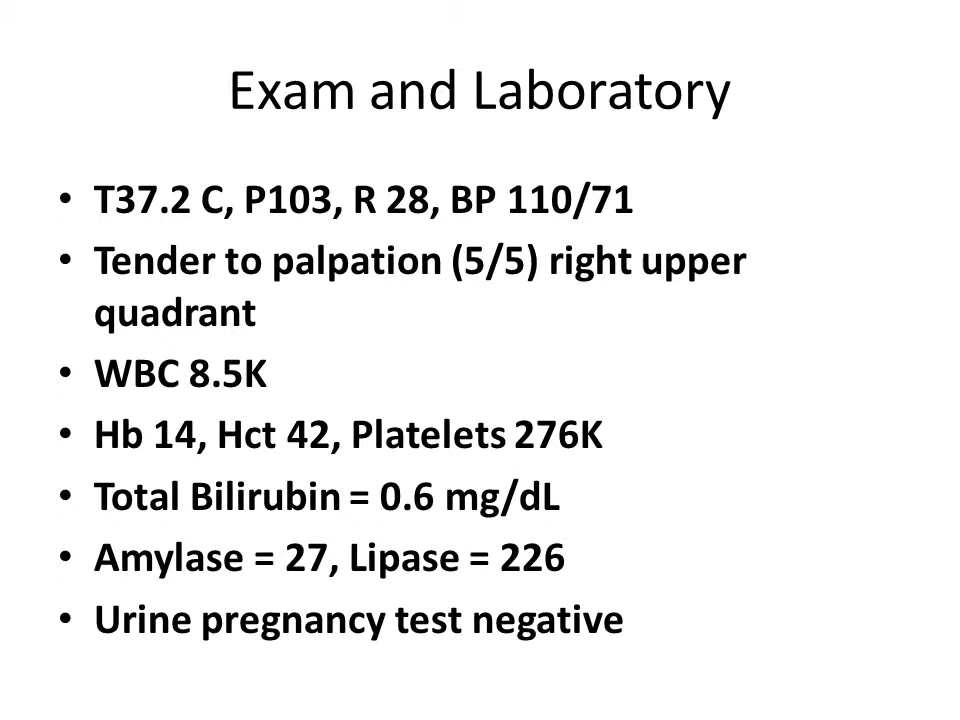 Exam and Laboratory
• T37.2 C, P103, R 28, BP 110/71
• Tender to palpation (5/5) right upper
quadrant
• WBC 8.5K
• Hb 14, Hct 42, Platelets 276K
• Total Bilirubin = 0.6 mg/dL
• Amylase = 27, Lipase = 226
• Urine pregnancy test negative